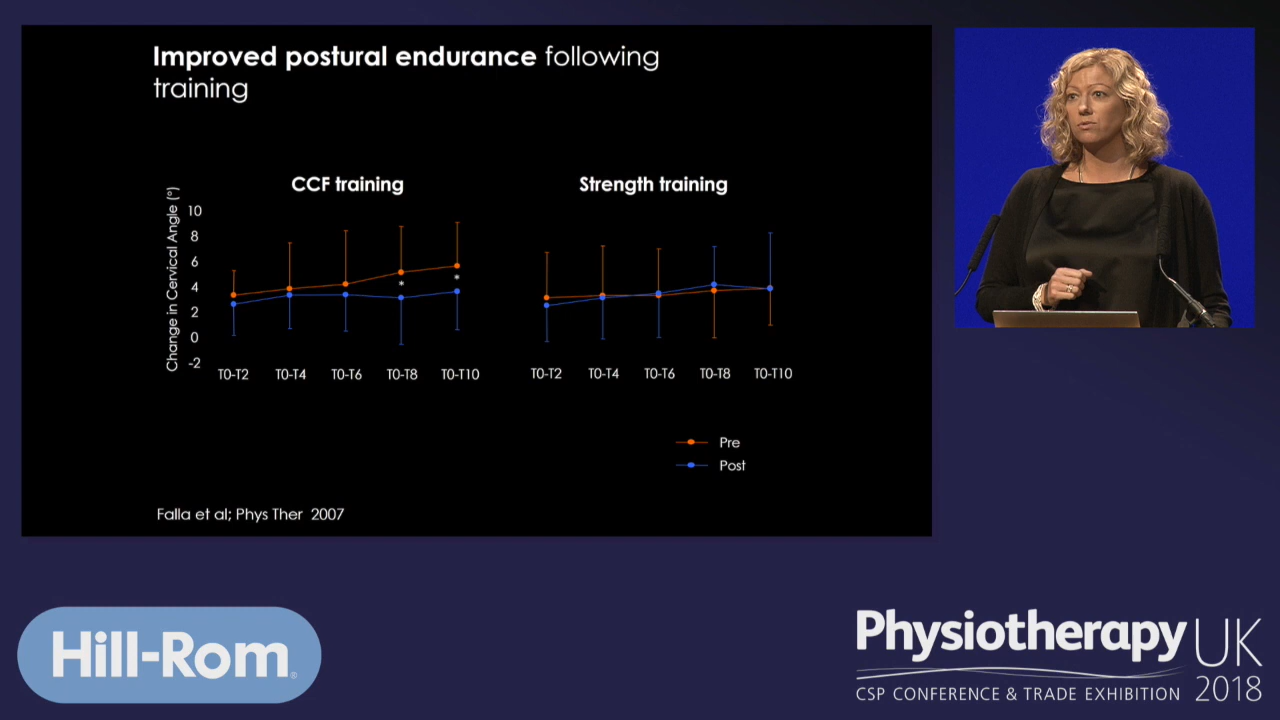 Improved postural endurance following
training
CCF training
Strength training
Change in Cervical Angle (°)
10
8
6
4
2
0
-2
*
*
T0-T2 T0-T4 T0-T6 T0-T8 T0-T10
T0-T2 T0-T4 T0-T6 T0-T8 T0-T10
Pre
Post
Falla et al; Phys Ther 2007
Hill-Rom®
Physiotherapy UK
CSP CONFERENCE & TRADE EXHIBITION 2018